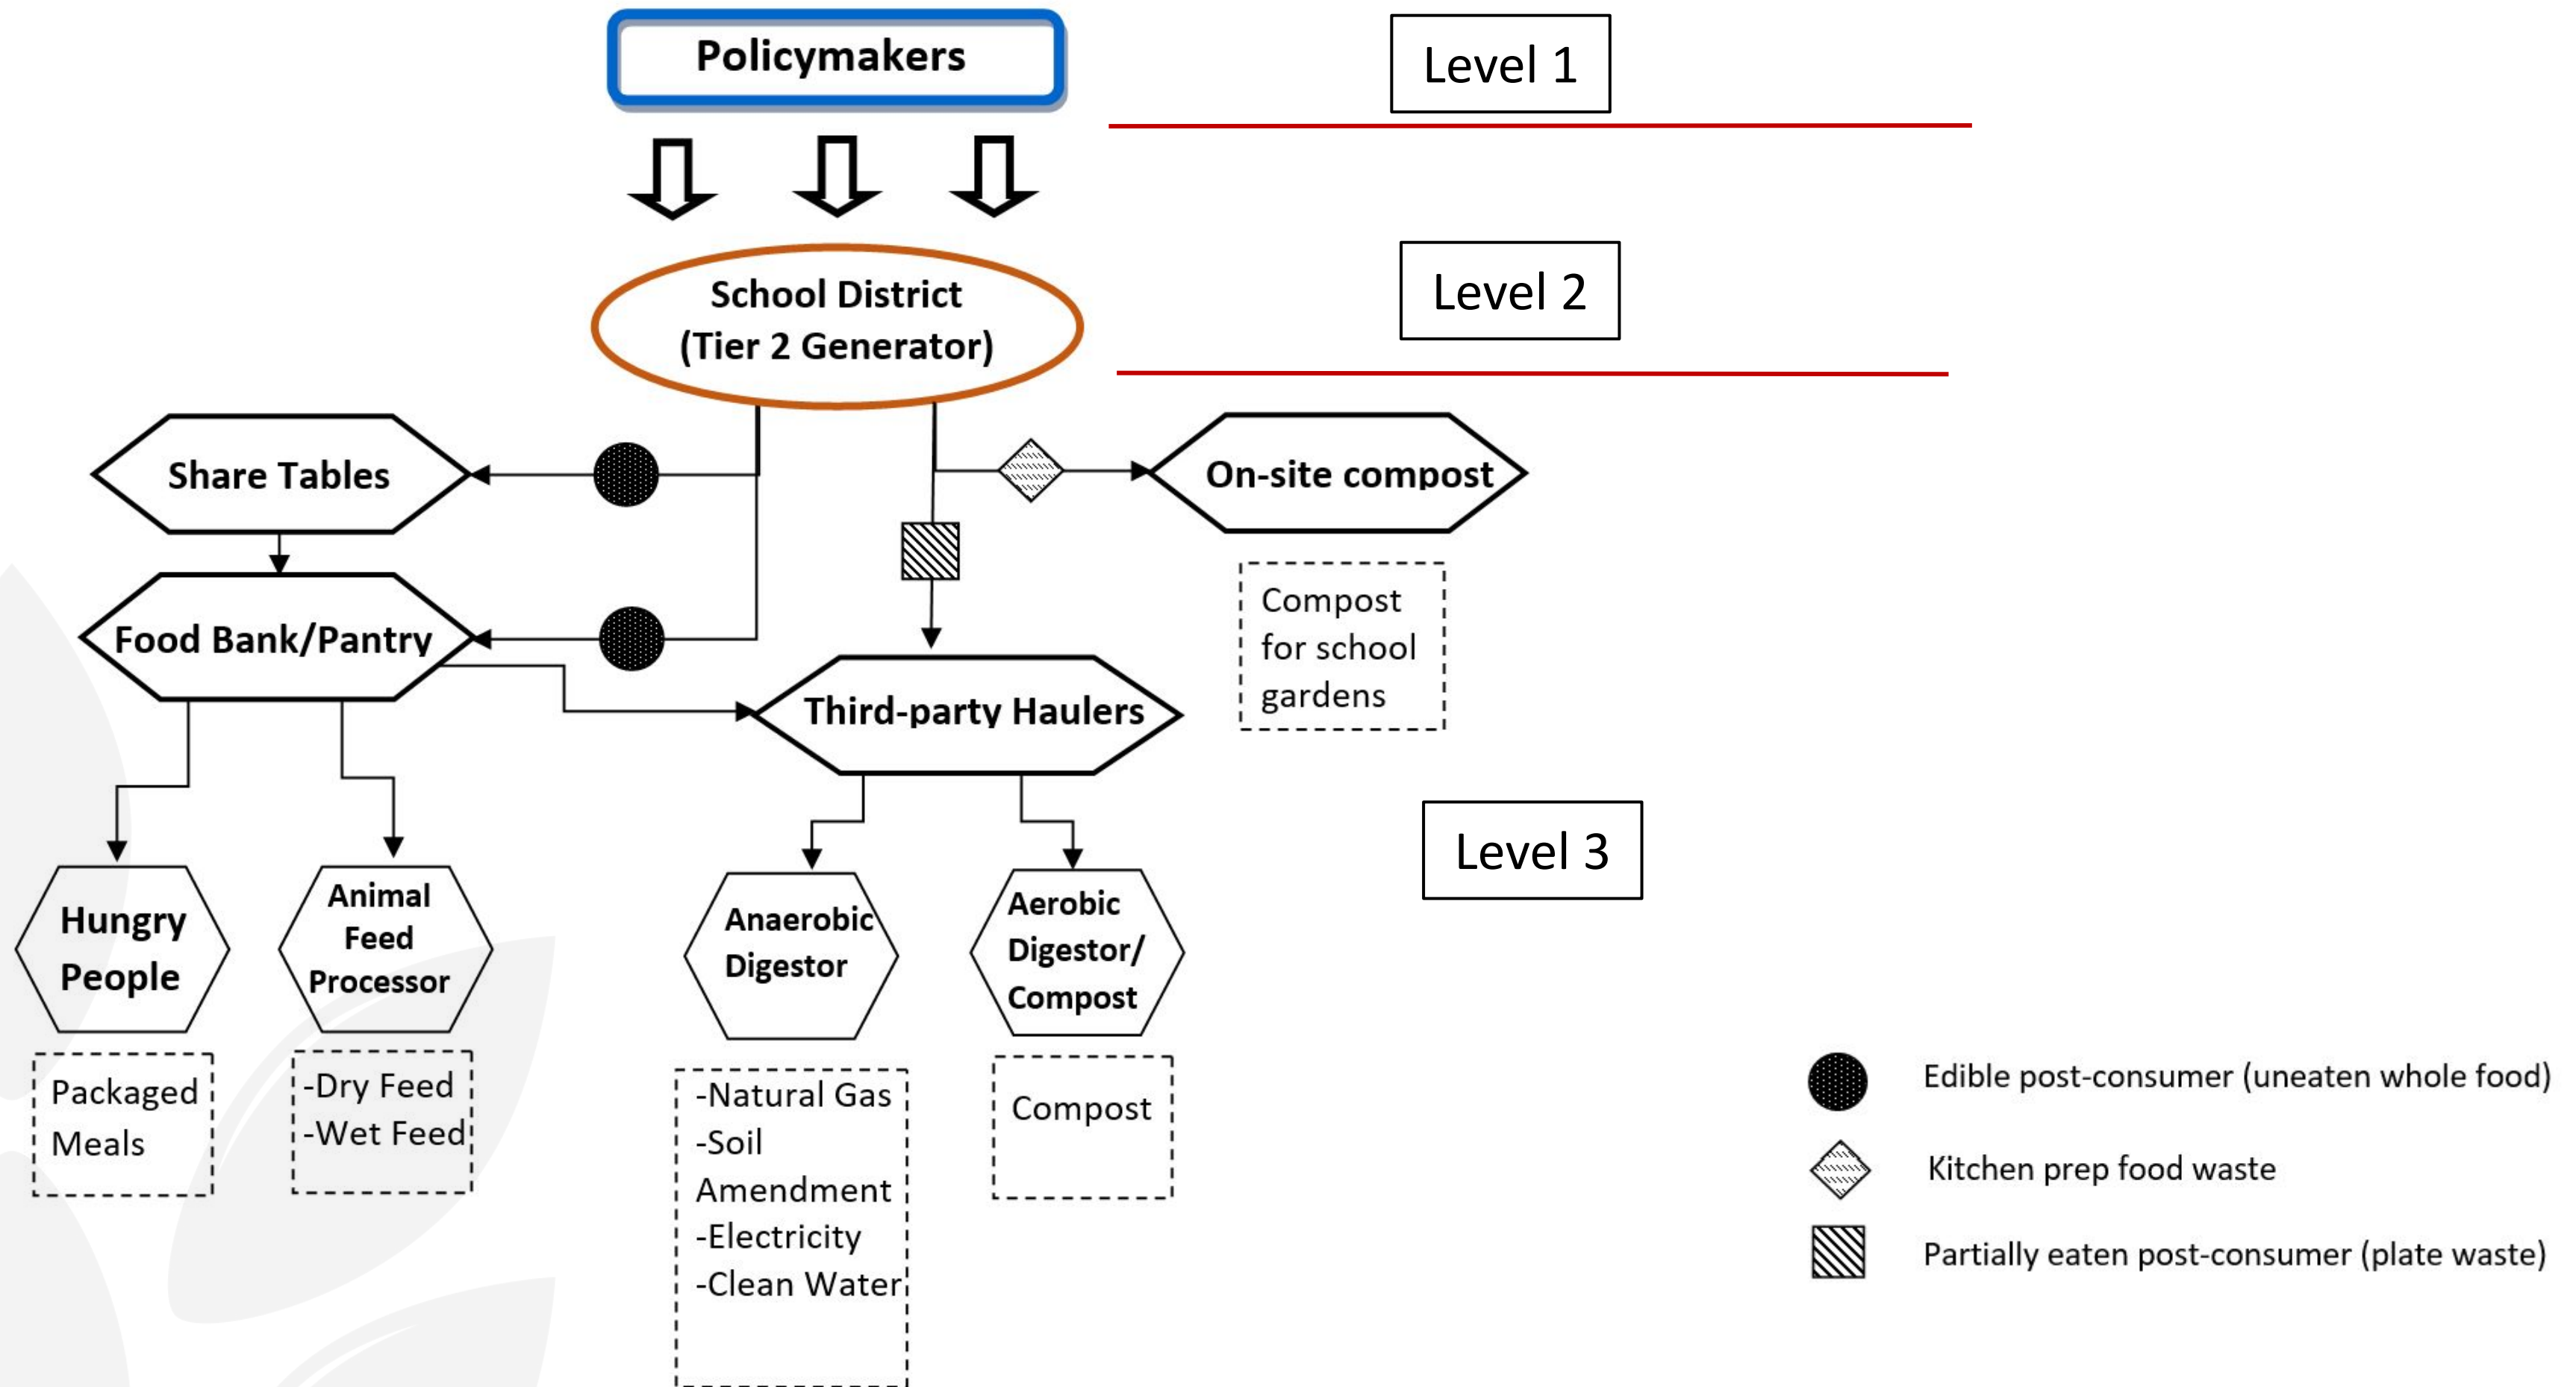 Policymakers
Level 1
School District
(Tier 2 Generator)
Level 2
Share Tables
On-site compost
Compost
for school
gardens
Food Bank/Pantry
Third-party Haulers
Level 3
Hungry
People
Animal
Feed
Processor
Anaerobic
Digestor
Aerobic
Digestor/
Compost
Packaged
Meals
-Dry Feed
-Wet Feed
-Natural Gas
-Soil
Amendment
-Electricity
-Clean Water
Compost
Edible post-consumer (uneaten whole food)
Kitchen prep food waste
Partially eaten post-consumer (plate waste)